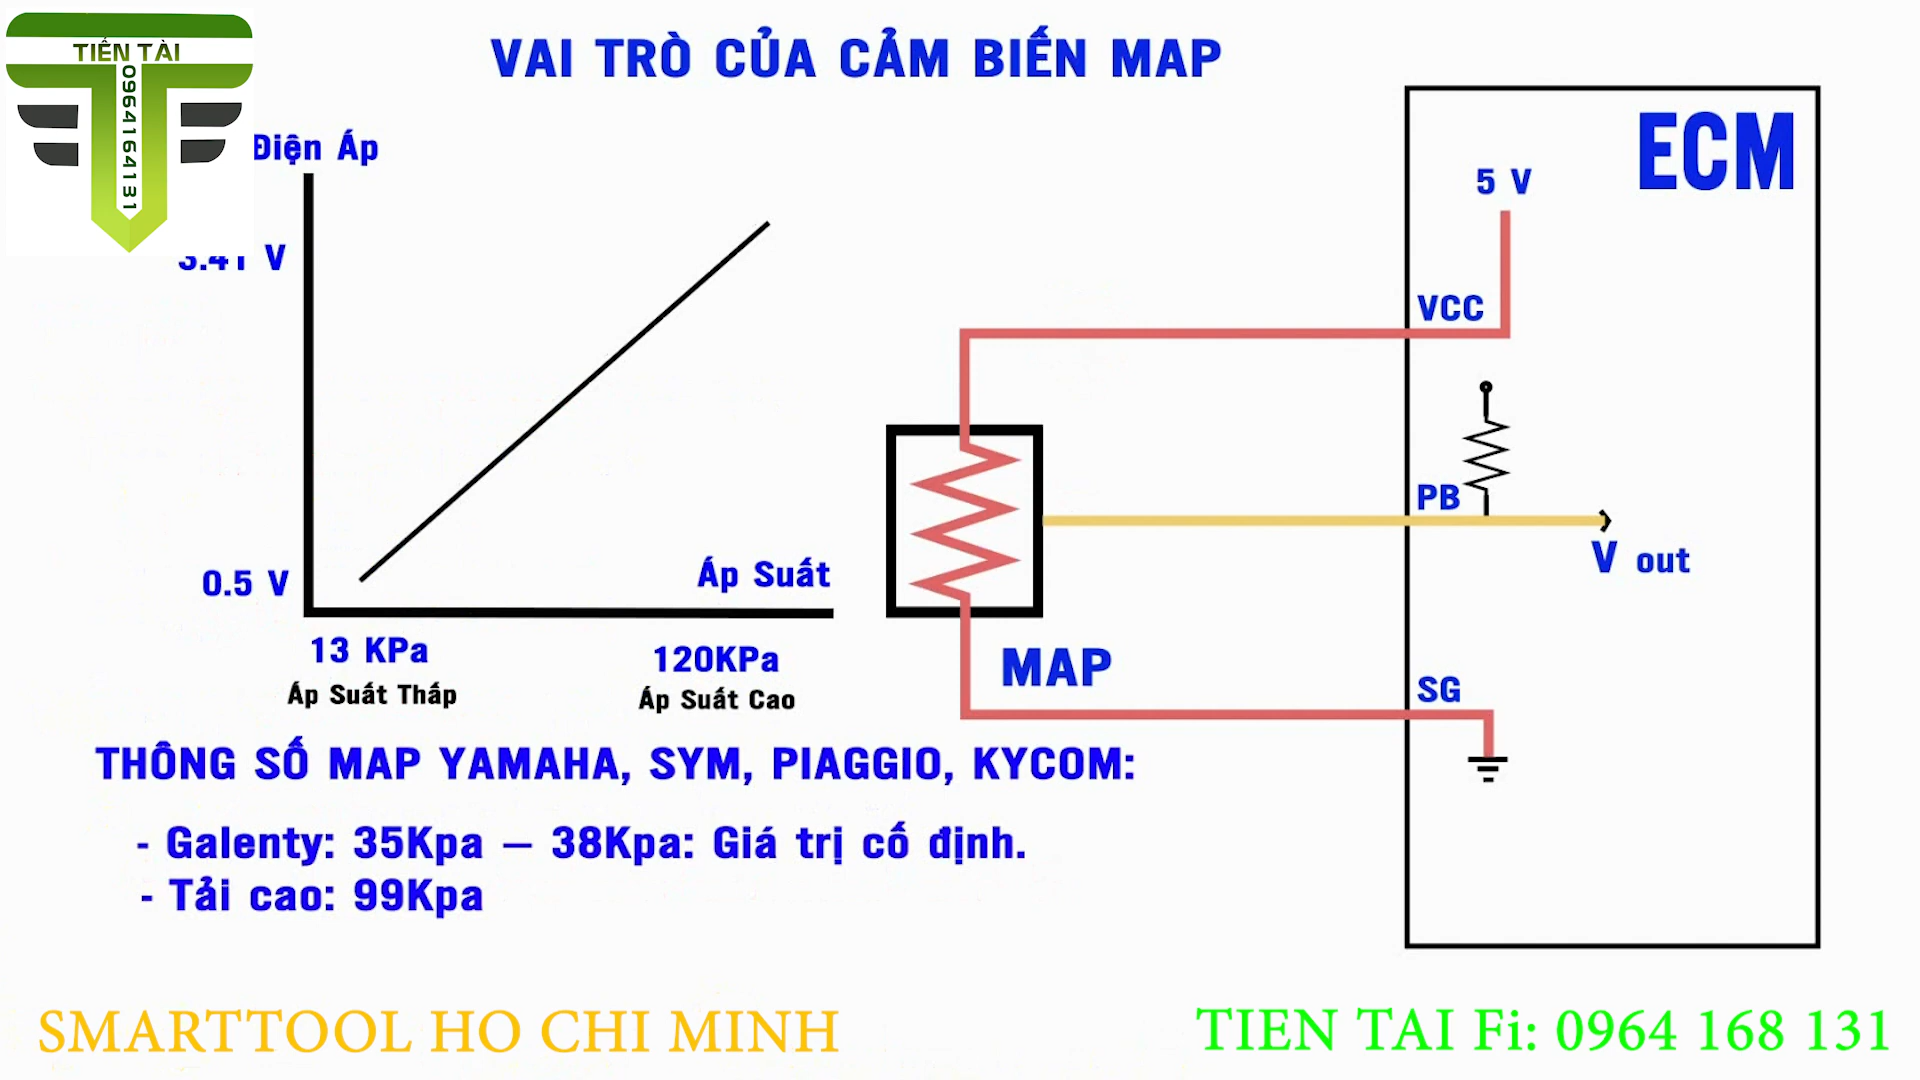 TIẾN TÀI
0964164131
VAI TRÒ CỦA CẢM BIẾN MAP
Điện Áp
V
0.5 V
Áp Suất
13 KPa
Áp Suất Thấp
120KPa
Áp Suất Cao
ECM
5 V
VCC
PB
V out
MAP
SG
THÔNG SỐ MAP YAMAHA, SYM, PIAGGIO, KYCOM:
- Galenty: 35Kpa – 38Kpa: Giá trị cố định.
- Tải cao: 99Kpa
SMARTTOOL HO CHI MINH
TIEN TAI Fi: 0964 168 131